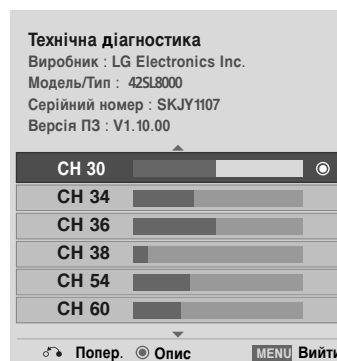 Технічна діагностика
Виробник : LG Electronics Inc.
Модель/Тип : 42SL8000
Серійний номер : SKJY1107
Версія ПЗ : V1.10.00
CH 30
CH 34
CH 36
CH 38
CH 54
CH 60
Попер. Опис MENU Вийти